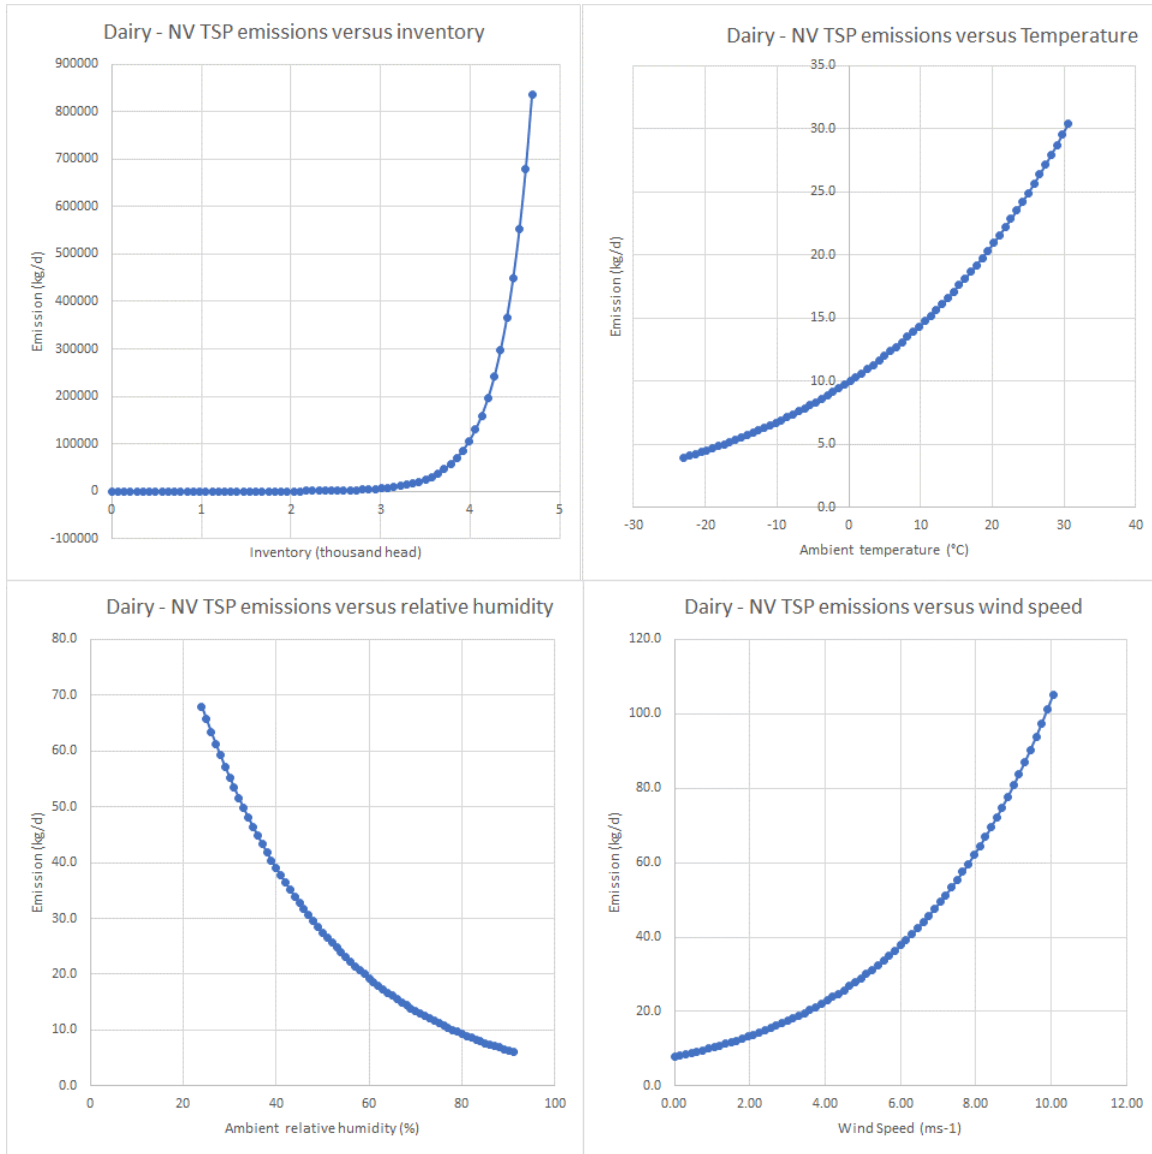 Dairy - NV TSP emissions versus inventory
900000
800000
700000
600000
500000
400000
300000
200000
100000
0
-100000
Emission (kg/d)
0 1 2 3 4 5
Inventory (thousand head)
Dairy - NV TSP emissions versus Temperature
35.0
30.0
25.0
20.0
15.0
10.0
5.0
0.0
Emission (kg/d)
-30 -20 -10 0 10 20 30 40
Ambient temperature (°C)
Dairy - NV TSP emissions versus relative humidity
80.0
70.0
60.0
50.0
40.0
30.0
20.0
10.0
0.0
Emission (kg/d)
0 20 40 60 80 100
Ambient relative humidity (%)
Dairy - NV TSP emissions versus wind speed
120.0
100.0
80.0
60.0
40.0
20.0
0.0
Emission (kg/d)
0.00 2.00 4.00 6.00 8.00 10.00 12.00
Wind Speed (ms-1)